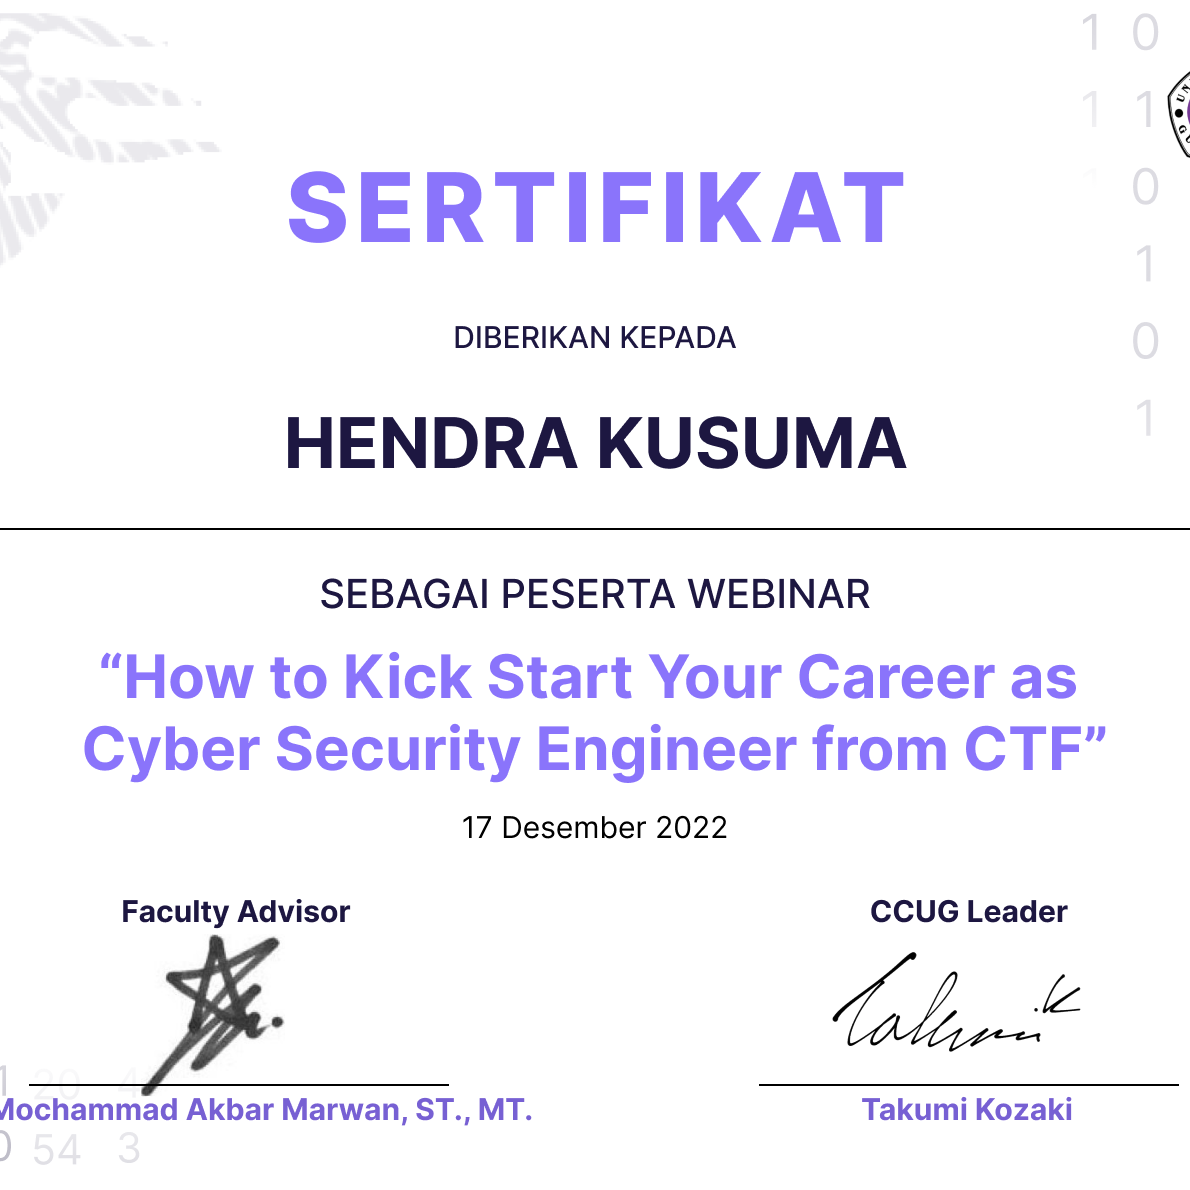 1 0
1 1
1 0
1
0
1
SERTIFIKAT
DIBERIKAN KEPADA
HENDRA KUSUMA
SEBAGAI PESERTA WEBINAR
“How to Kick Start Your Career as
Cyber Security Engineer from CTF”
17 Desember 2022
Faculty Advisor
CCUG Leader
1 20 4
Mochammad Akbar Marwan, ST., MT.
Takumi Kozaki
0 54 3